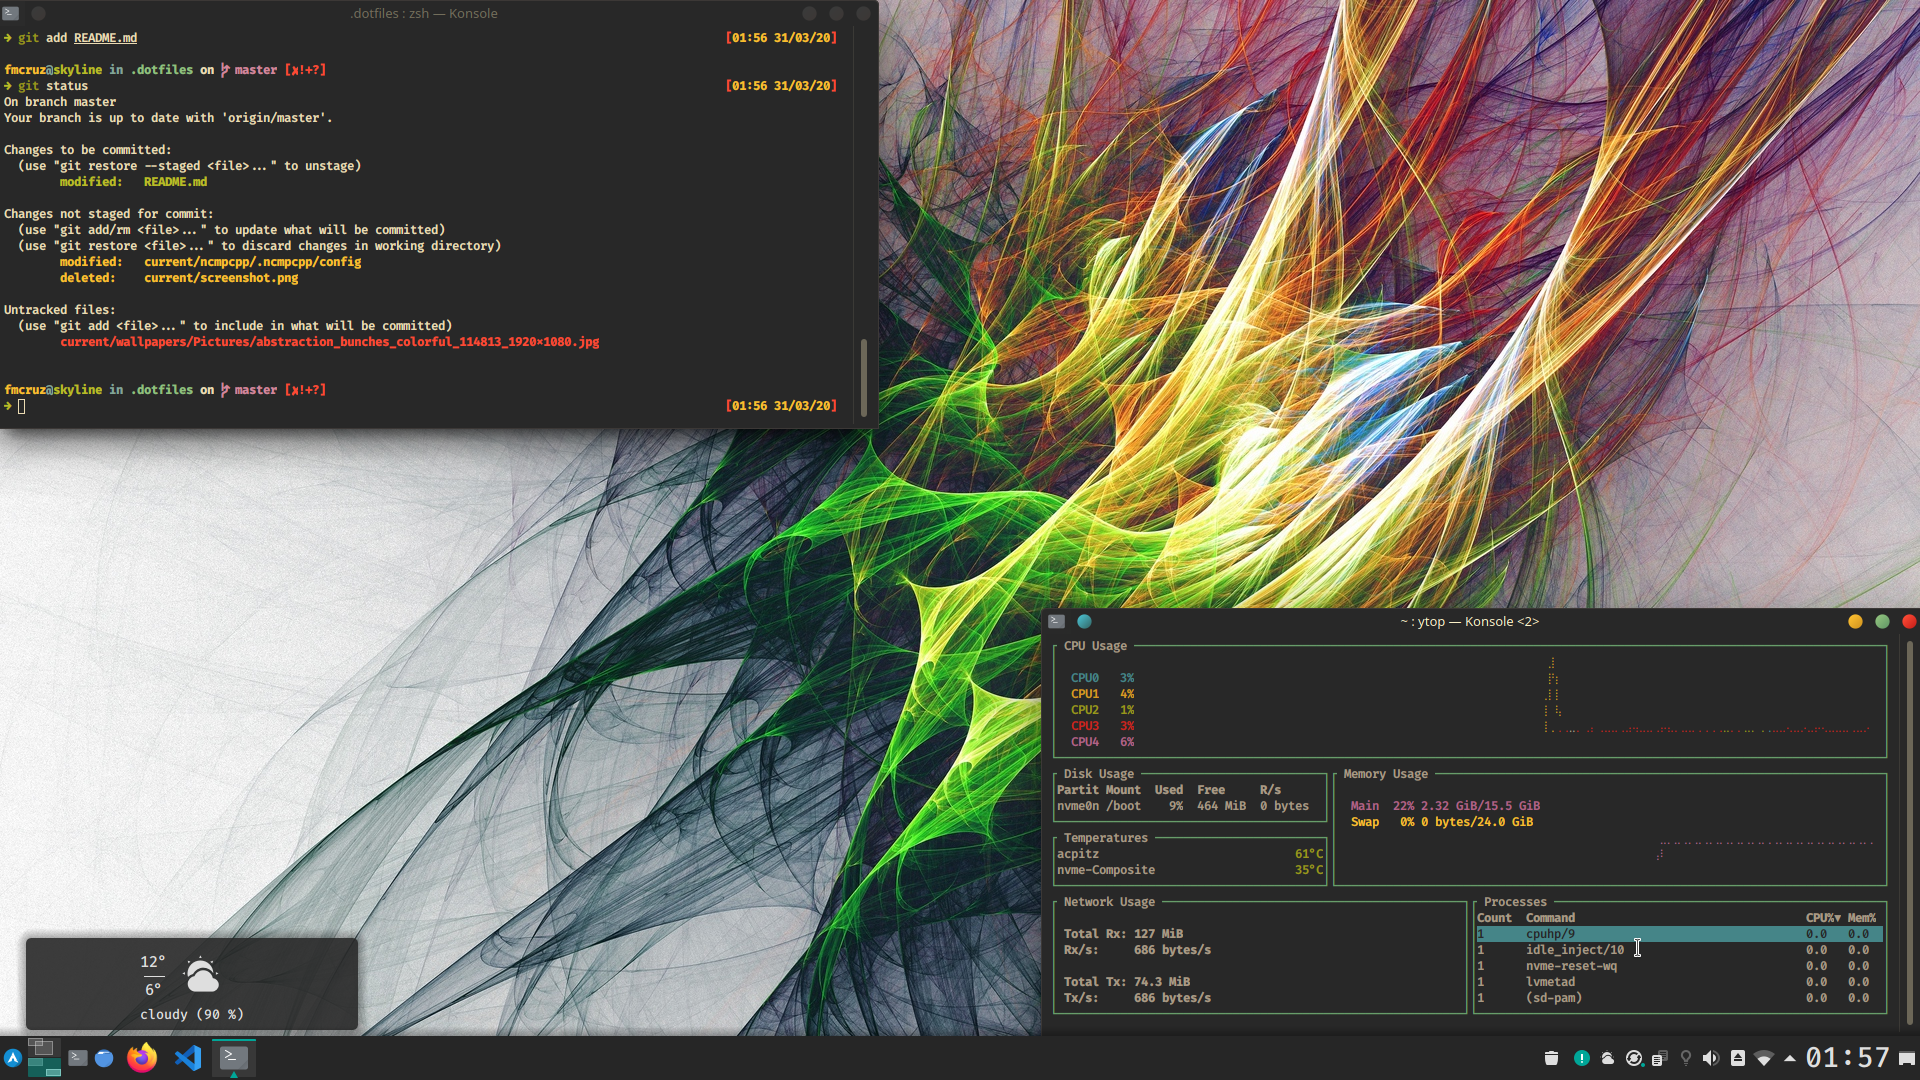 .dotfiles : zsh — Konsole
➜ git add README.md [01:56 31/03/20]
fmcruz@skyline in .dotfiles on master [✗!+?]
➜ git status [01:56 31/03/20]
On branch master
Your branch is up to date with 'origin/master'.
Changes to be committed:
(use "git restore --staged <file>..." to unstage)
modified: README.md
Changes not staged for commit:
(use "git add/rm <file>..." to update what will be committed)
(use "git restore <file>..." to discard changes in working directory)
modified: current/ncmpcpp/.ncmpcpp/config
deleted: current/screenshot.png
Untracked files:
(use "git add <file>..." to include in what will be committed)
current/wallpapers/Pictures/abstraction_bunches_colorful_114813_1920×1080.jpg
fmcruz@skyline in .dotfiles on master [✗!+?]
➜ [01:56 31/03/20]
~ : ytop — Konsole <2>
CPU Usage
CPU0 3%
CPU1 4%
CPU2 1%
CPU3 3%
CPU4 6%
Disk Usage
Partit Mount Used Free R/s
nvme0n /boot 9% 464 MiB 0 bytes
Memory Usage
Main 22% 2.32 GiB/15.5 GiB
Swap 0% 0 bytes/24.0 GiB
Temperatures
acpitz 61°C
nvme-Composite 35°C
Network Usage
Total Rx: 127 MiB
Rx/s: 686 bytes/s
Total Tx: 74.3 MiB
Tx/s: 686 bytes/s
Processes
Count Command CPU%▼ Mem%
1 cpuhp/9 0.0 0.0
1 idle_inject/10 0.0 0.0
1 nvme-reset-wq 0.0 0.0
1 lvmetad 0.0 0.0
1 (sd-pam) 0.0 0.0
12°
6°
cloudy (90 %)
01:57